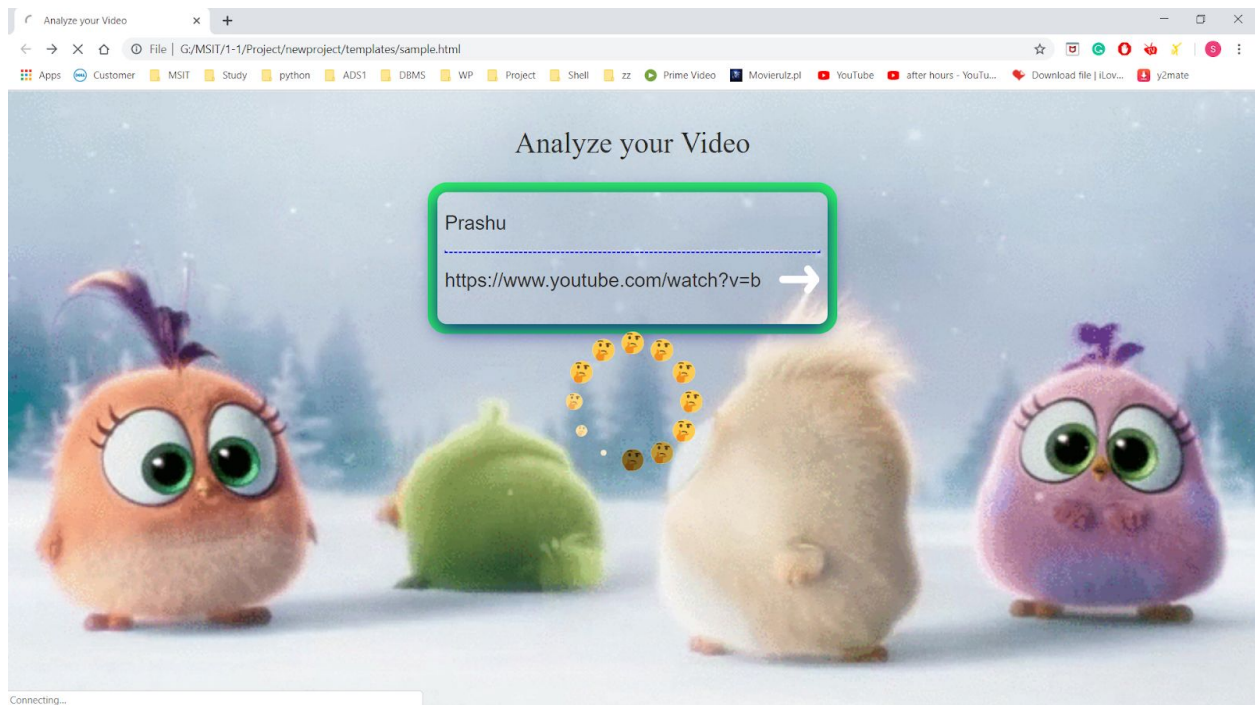 Analyze your Video
File | G:/MSIT/1-1/Project/newproject/templates/sample.html
Apps Customer MSIT Study python ADS1 DBMS WP Project Shell zz Prime Video Movierulz.pl YouTube after hours - YouTu... Download file | iLov... y2mate
Analyze your Video
Prashu
https://www.youtube.com/watch?v=b
Connecting...